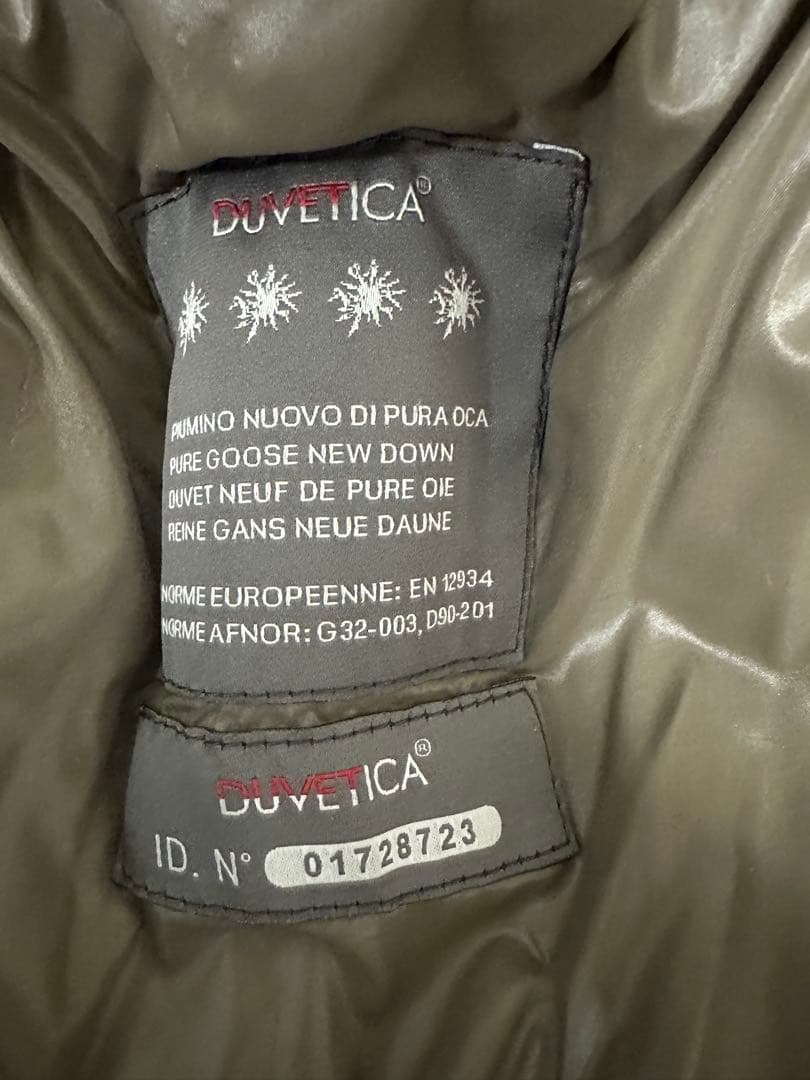 DUVETICA®
PIUMINO NUOVO DI PURA OCA
PURE GOOSE NEW DOWN
DUVET NEUF DE PURE OIE
REINE GANS NEUE DAUNE
NORME EUROPEENNE: EN 12934
NORME AFNOR: G32-003, D90-201
DUVETICA®
ID. N° 01728723